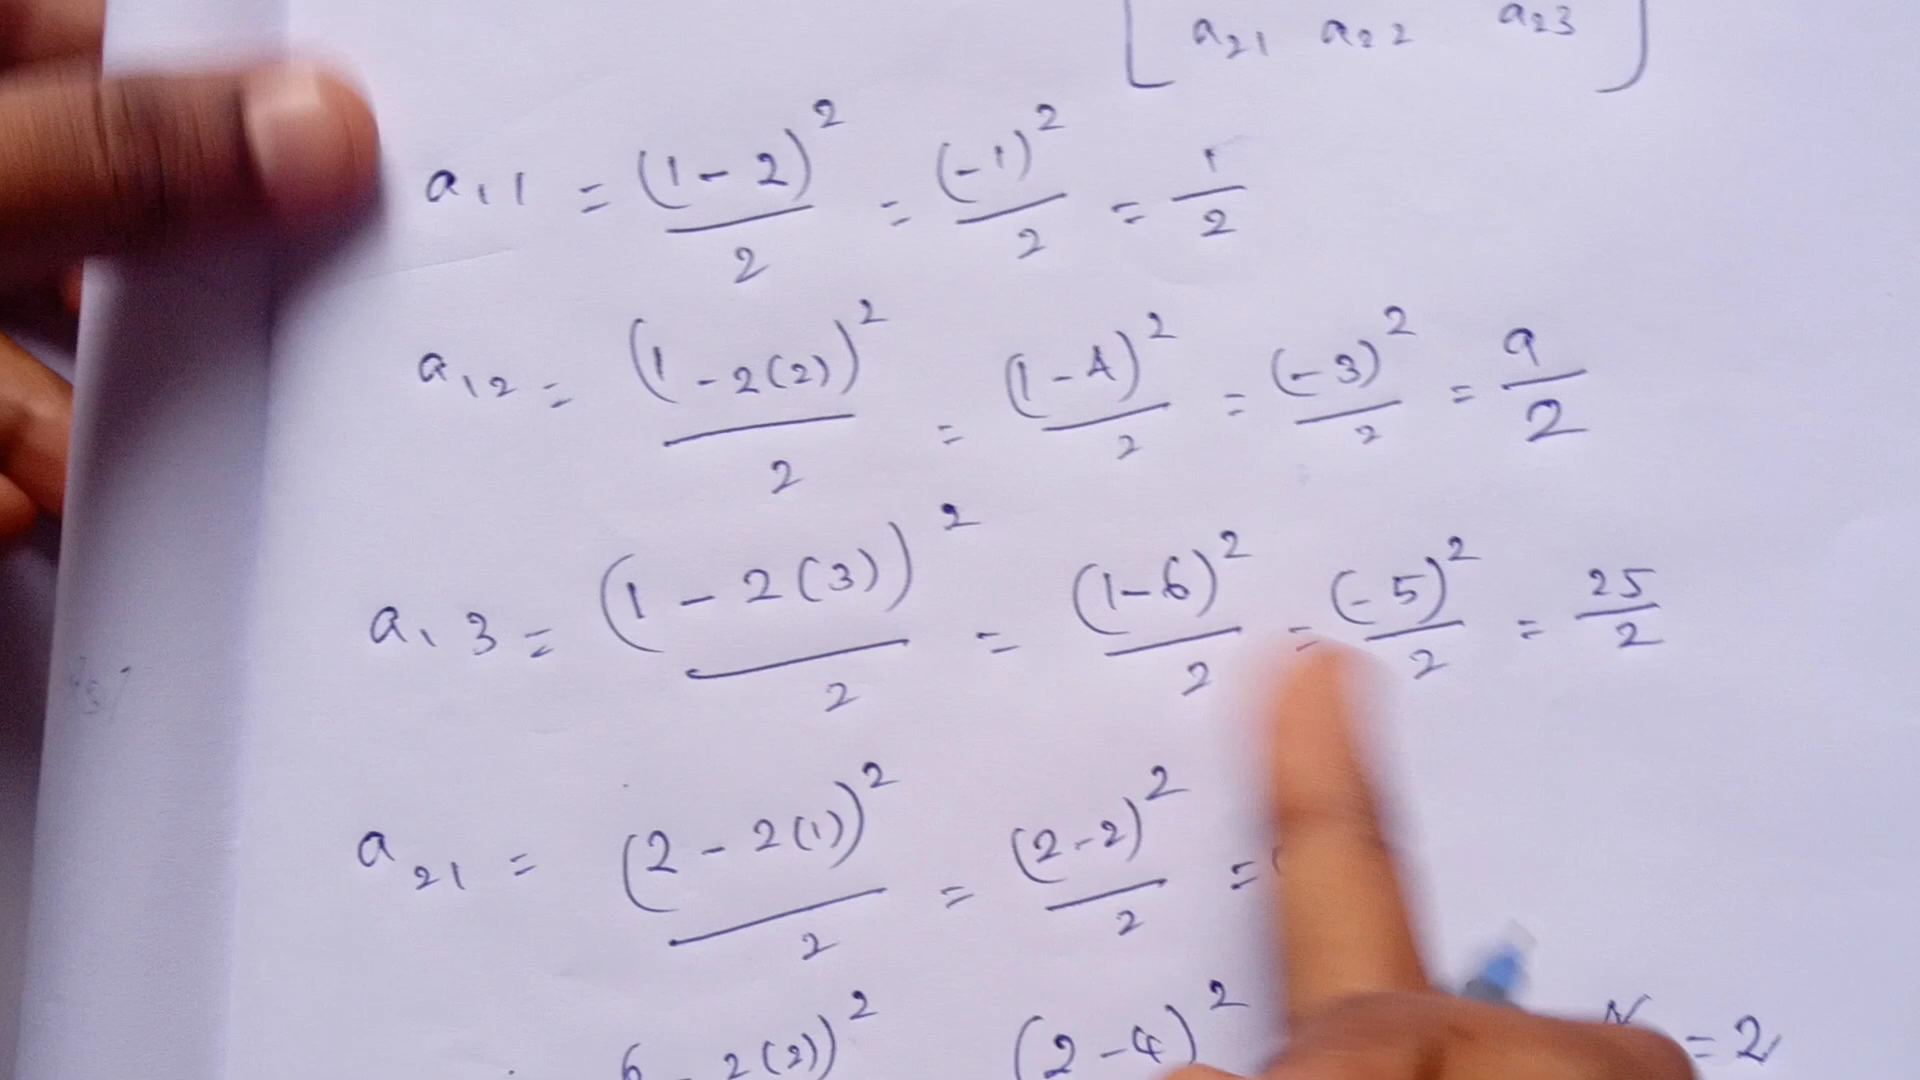 [ a21 a22 a23 ]
a11 = (1-2)²/2 = (-1)²/2 = 1/2
a12 = (1-2(2))²/2 = (1-4)²/2 = (-3)²/2 = 9/2
a13 = (1-2(3))²/2 = (1-6)²/2 = (-5)²/2 = 25/2
a21 = (2-2(1))²/2 = (2-2)²/2 =
- 2(2))² (2-4)² = 2